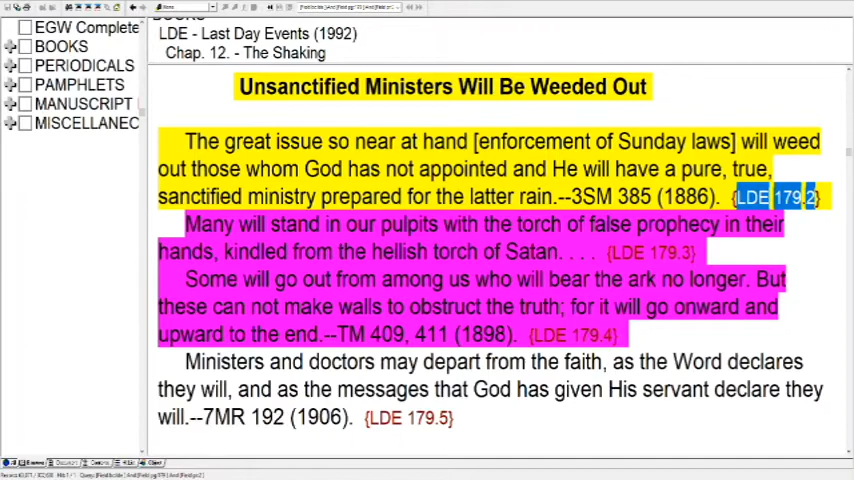 EGW Complete
BOOKS
PERIODICALS
PAMPHLETS
MANUSCRIPT
MISCELLANEC
BOOKS
LDE - Last Day Events (1992)
Chap. 12. - The Shaking
Unsanctified Ministers Will Be Weeded Out
The great issue so near at hand [enforcement of Sunday laws] will weed
out those whom God has not appointed and He will have a pure, true,
sanctified ministry prepared for the latter rain.--3SM 385 (1886). {LDE 179.2}
Many will stand in our pulpits with the torch of false prophecy in their
hands, kindled from the hellish torch of Satan. . . . {LDE 179.3}
Some will go out from among us who will bear the ark no longer. But
these can not make walls to obstruct the truth; for it will go onward and
upward to the end.--TM 409, 411 (1898). {LDE 179.4}
Ministers and doctors may depart from the faith, as the Word declares
they will, and as the messages that God has given His servant declare they
will.--7MR 192 (1906). {LDE 179.5}